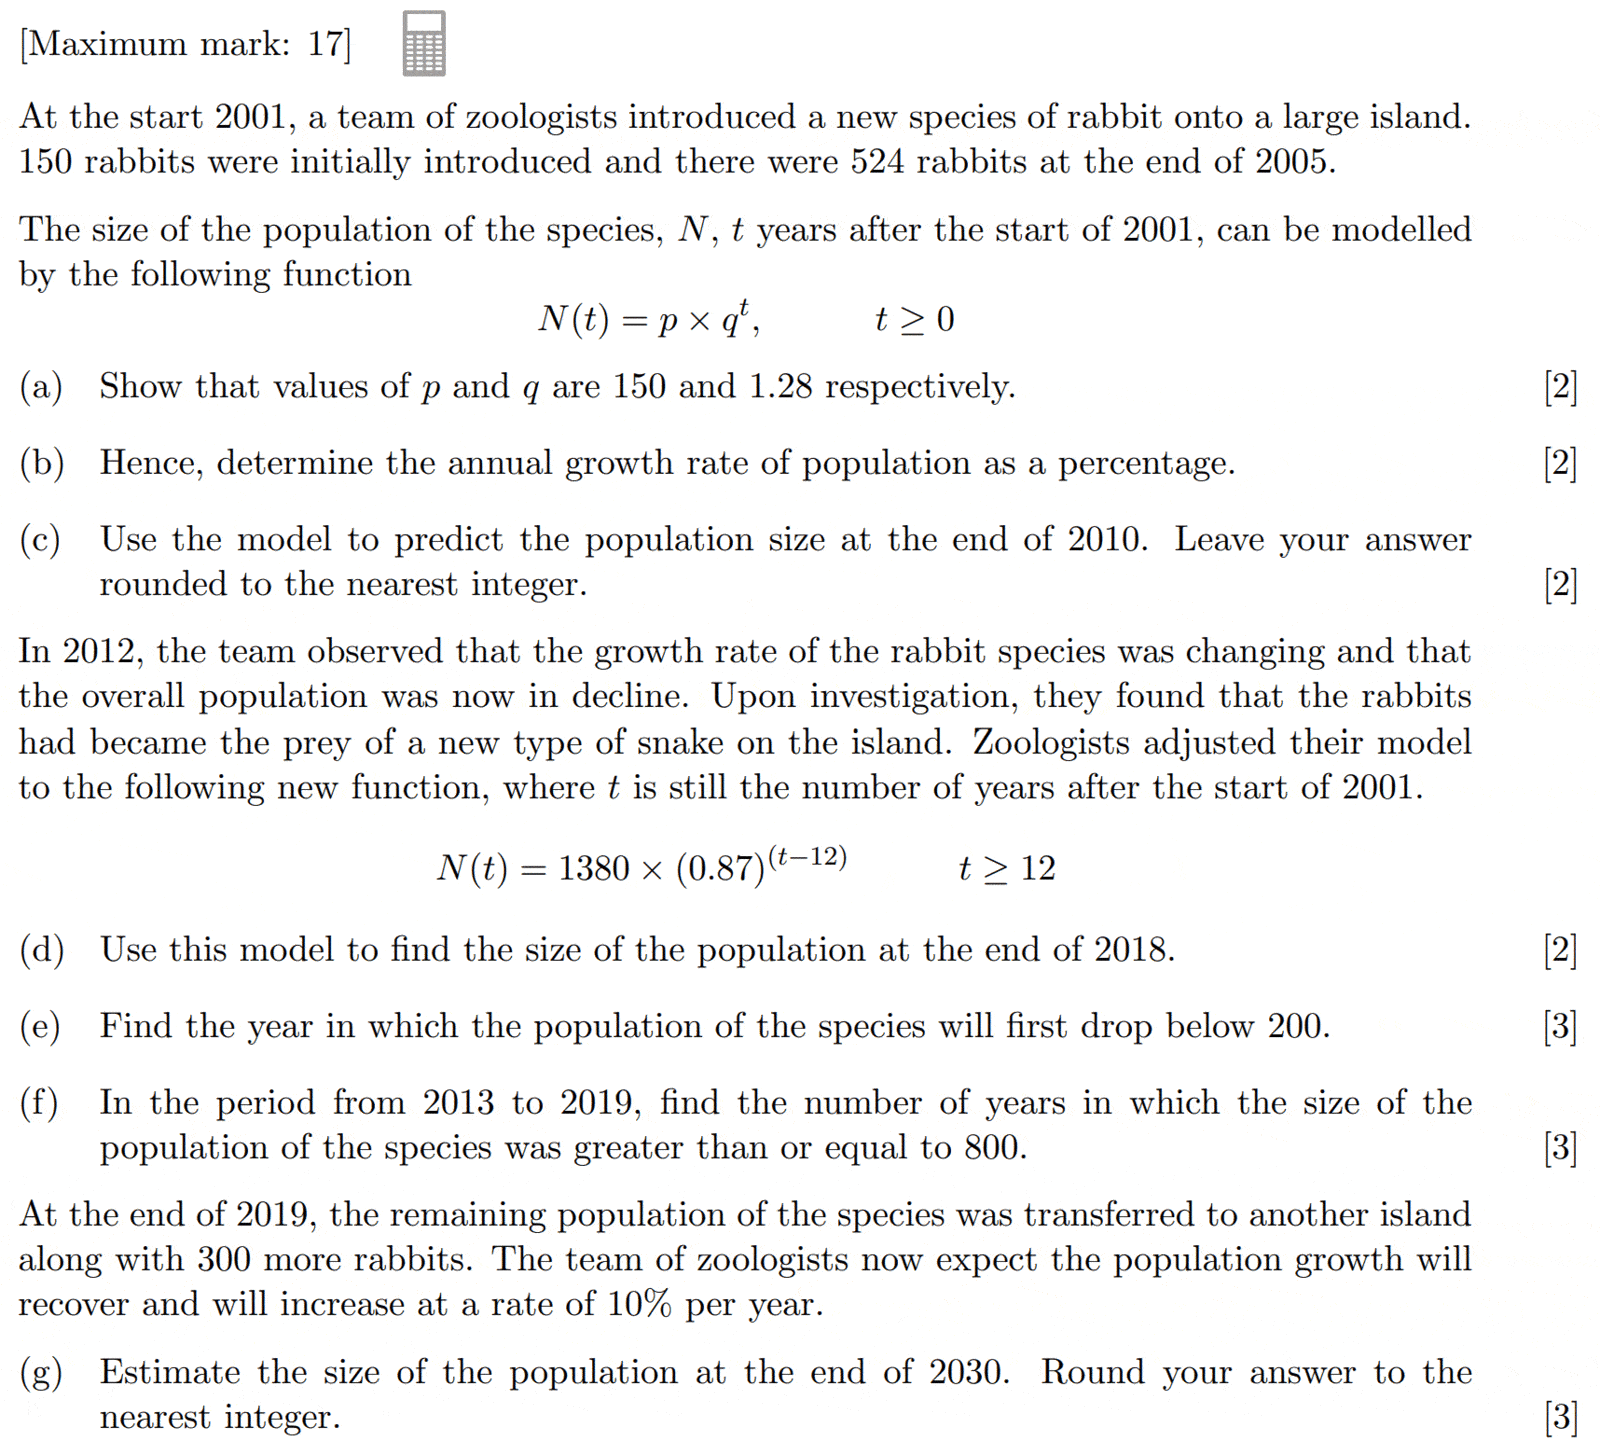 [Maximum mark: 17]
At the start 2001, a team of zoologists introduced a new species of rabbit onto a large island.
150 rabbits were initially introduced and there were 524 rabbits at the end of 2005.
The size of the population of the species, N, t years after the start of 2001, can be modelled
by the following function
N(t) = p × q^t, t ≥ 0
(a) Show that values of p and q are 150 and 1.28 respectively. [2]
(b) Hence, determine the annual growth rate of population as a percentage. [2]
(c) Use the model to predict the population size at the end of 2010. Leave your answer
rounded to the nearest integer. [2]
In 2012, the team observed that the growth rate of the rabbit species was changing and that
the overall population was now in decline. Upon investigation, they found that the rabbits
had became the prey of a new type of snake on the island. Zoologists adjusted their model
to the following new function, where t is still the number of years after the start of 2001.
N(t) = 1380 × (0.87)^(t−12) t ≥ 12
(d) Use this model to find the size of the population at the end of 2018. [2]
(e) Find the year in which the population of the species will first drop below 200. [3]
(f) In the period from 2013 to 2019, find the number of years in which the size of the
population of the species was greater than or equal to 800. [3]
At the end of 2019, the remaining population of the species was transferred to another island
along with 300 more rabbits. The team of zoologists now expect the population growth will
recover and will increase at a rate of 10% per year.
(g) Estimate the size of the population at the end of 2030. Round your answer to the
nearest integer. [3]